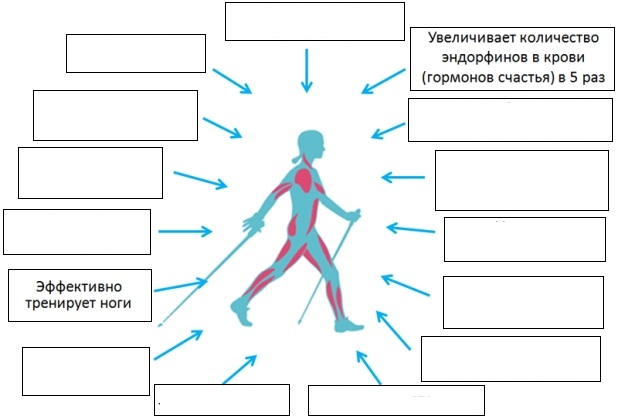 Увеличивает количество
эндорфинов в крови
(гормонов счастья) в 5 раз
Эффективно
тренирует ноги